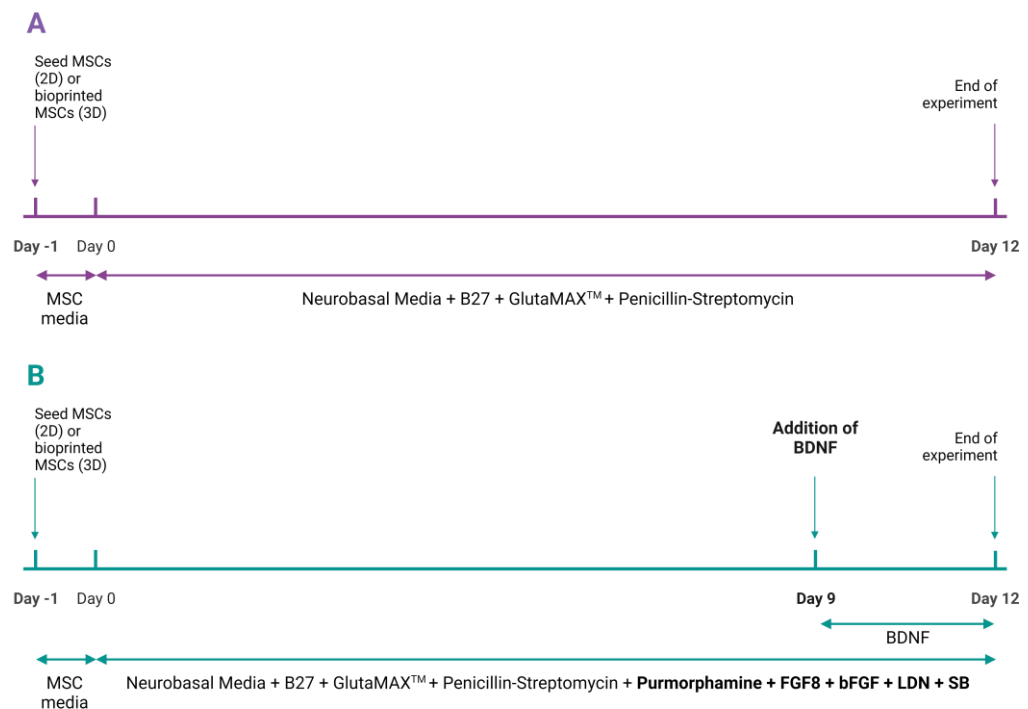 A
Seed MSCs
(2D) or
bioprinted
MSCs (3D)
End of
experiment
Day -1 Day 0 Day 12
MSC
media
Neurobasal Media + B27 + GlutaMAX™ + Penicillin-Streptomycin
B
Seed MSCs
(2D) or
bioprinted
MSCs (3D)
Addition of
BDNF
End of
experiment
Day -1 Day 0 Day 9 Day 12
BDNF
MSC
media
Neurobasal Media + B27 + GlutaMAX™ + Penicillin-Streptomycin + Purmorphamine + FGF8 + bFGF + LDN + SB